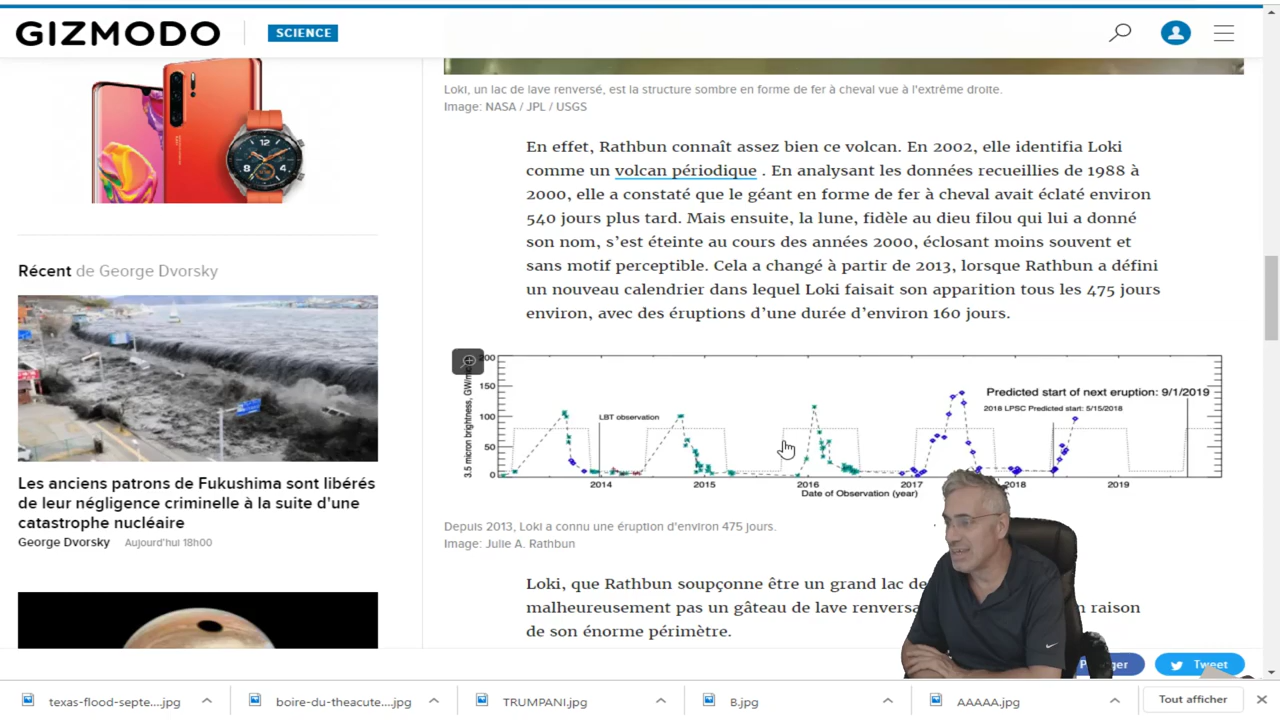 GIZMODO
SCIENCE
Loki, un lac de lave renversé, est la structure sombre en forme de fer à cheval vue à l'extrême droite.
Image: NASA / JPL / USGS
En effet, Rathbun connaît assez bien ce volcan. En 2002, elle identifia Loki
comme un volcan périodique . En analysant les données recueillies de 1988 à
2000, elle a constaté que le géant en forme de fer à cheval avait éclaté environ
540 jours plus tard. Mais ensuite, la lune, fidèle au dieu filou qui lui a donné
son nom, s'est éteinte au cours des années 2000, éclosant moins souvent et
sans motif perceptible. Cela a changé à partir de 2013, lorsque Rathbun a défini
un nouveau calendrier dans lequel Loki faisait son apparition tous les 475 jours
environ, avec des éruptions d'une durée d'environ 160 jours.
Récent de George Dvorsky
Les anciens patrons de Fukushima sont libérés
de leur négligence criminelle à la suite d'une
catastrophe nucléaire
George Dvorsky Aujourd'hui 18h00
200
150
100
50
0
3.5 micron brightness, GW/mic
LBT observation
Predicted start of next eruption: 9/1/2019
2018 LPSC Predicted start: 5/15/2018
2014 2015 2016 2017 2018 2019
Date of Observation (year)
Depuis 2013, Loki a connu une éruption d'environ 475 jours.
Image: Julie A. Rathbun
Loki, que Rathbun soupçonne être un grand lac de
malheureusement pas un gâteau de lave renversa raison
de son énorme périmètre.
Tweet
texas-flood-septe....jpg
boire-du-theacute....jpg
TRUMPANI.jpg
B.jpg
AAAAA.jpg
Tout afficher